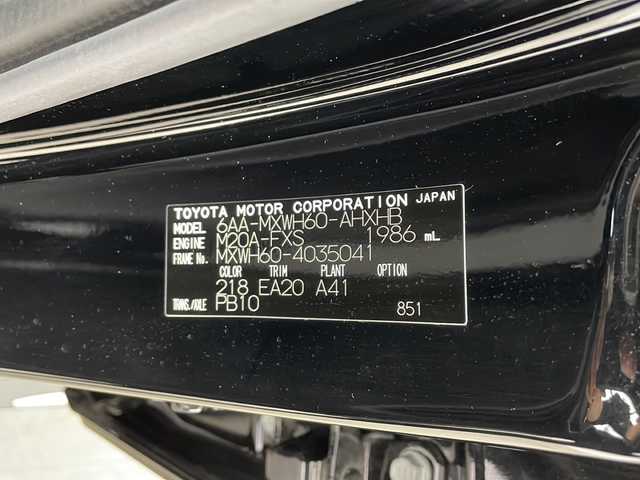 TOYOTA MOTOR CORPORATION JAPAN
MODEL 6AA-MXWH60-AHXHB
ENGINE M20A-FXS 1986 mL
FRAME No. MXWH60-4035041
COLOR TRIM PLANT OPTION
218 EA20 A41
TRANS./AXLE PB10 851